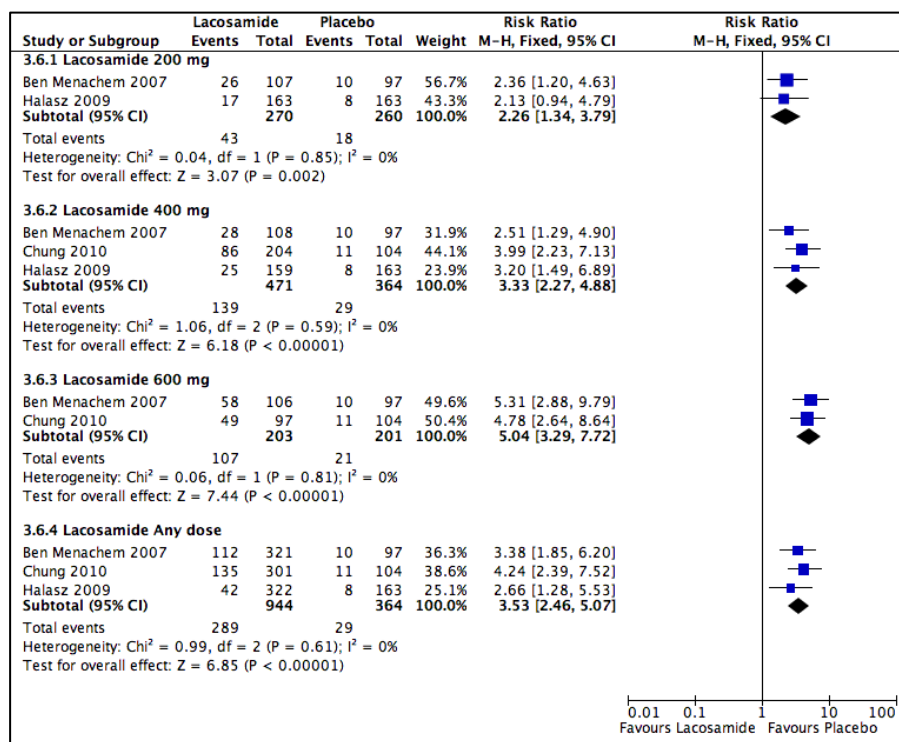 Lacosamide Placebo Risk Ratio Risk Ratio
Study or Subgroup Events Total Events Total Weight M-H, Fixed, 95% CI M-H, Fixed, 95% CI
3.6.1 Lacosamide 200 mg
Ben Menachem 2007 26 107 10 97 56.7% 2.36 [1.20, 4.63]
Halasz 2009 17 163 8 163 43.3% 2.13 [0.94, 4.79]
Subtotal (95% CI) 270 260 100.0% 2.26 [1.34, 3.79]
Total events 43 18
Heterogeneity: Chi² = 0.04, df = 1 (P = 0.85); I² = 0%
Test for overall effect: Z = 3.07 (P = 0.002)
3.6.2 Lacosamide 400 mg
Ben Menachem 2007 28 108 10 97 31.9% 2.51 [1.29, 4.90]
Chung 2010 86 204 11 104 44.1% 3.99 [2.23, 7.13]
Halasz 2009 25 159 8 163 23.9% 3.20 [1.49, 6.89]
Subtotal (95% CI) 471 364 100.0% 3.33 [2.27, 4.88]
Total events 139 29
Heterogeneity: Chi² = 1.06, df = 2 (P = 0.59); I² = 0%
Test for overall effect: Z = 6.18 (P < 0.00001)
3.6.3 Lacosamide 600 mg
Ben Menachem 2007 58 106 10 97 49.6% 5.31 [2.88, 9.79]
Chung 2010 49 97 11 104 50.4% 4.78 [2.64, 8.64]
Subtotal (95% CI) 203 201 100.0% 5.04 [3.29, 7.72]
Total events 107 21
Heterogeneity: Chi² = 0.06, df = 1 (P = 0.81); I² = 0%
Test for overall effect: Z = 7.44 (P < 0.00001)
3.6.4 Lacosamide Any dose
Ben Menachem 2007 112 321 10 97 36.3% 3.38 [1.85, 6.20]
Chung 2010 135 301 11 104 38.6% 4.24 [2.39, 7.52]
Halasz 2009 42 322 8 163 25.1% 2.66 [1.28, 5.53]
Subtotal (95% CI) 944 364 100.0% 3.53 [2.46, 5.07]
Total events 289 29
Heterogeneity: Chi² = 0.99, df = 2 (P = 0.61); I² = 0%
Test for overall effect: Z = 6.85 (P < 0.00001)
0.01 0.1 1 10 100
Favours Lacosamide Favours Placebo